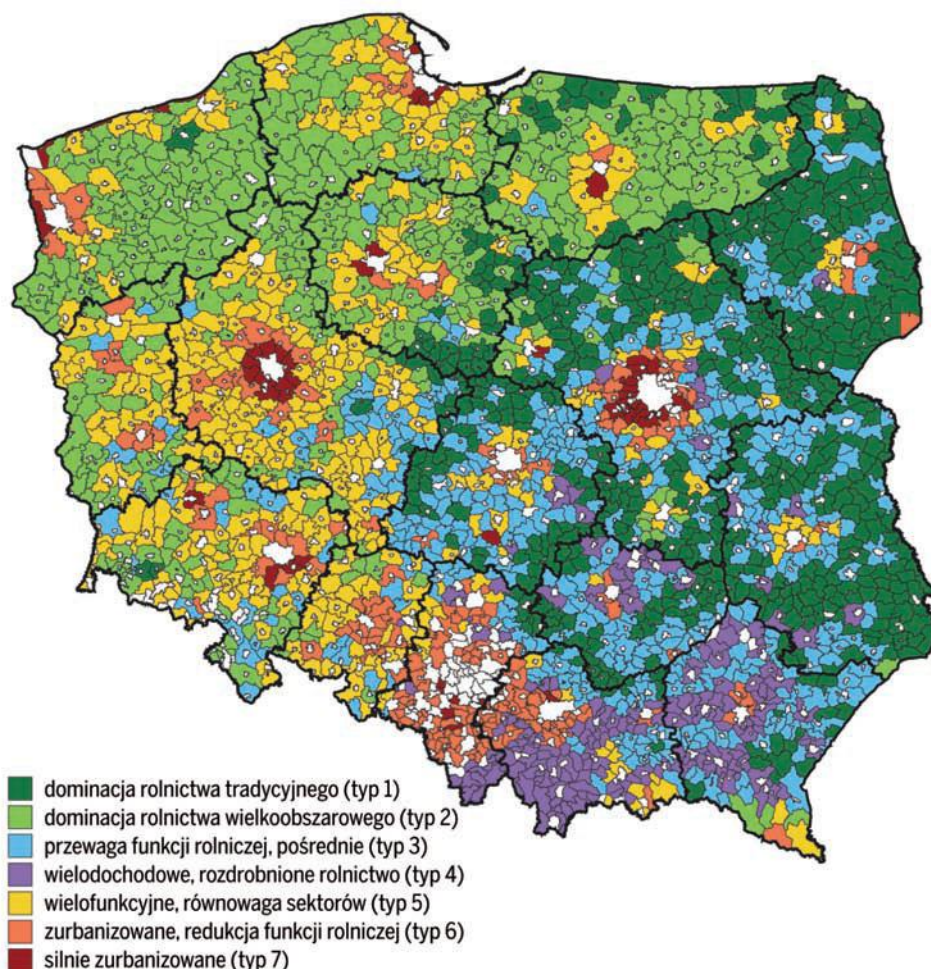 dominacja rolnictwa tradycyjnego (typ 1)
dominacja rolnictwa wielkoobszarowego (typ 2)
przewaga funkcji rolniczej, pośrednie (typ 3)
wielodochodowe, rozdrobnione rolnictwo (typ 4)
wielofunkcyjne, równowaga sektorów (typ 5)
zurbanizowane, redukcja funkcji rolniczej (typ 6)
silnie zurbanizowane (typ 7)